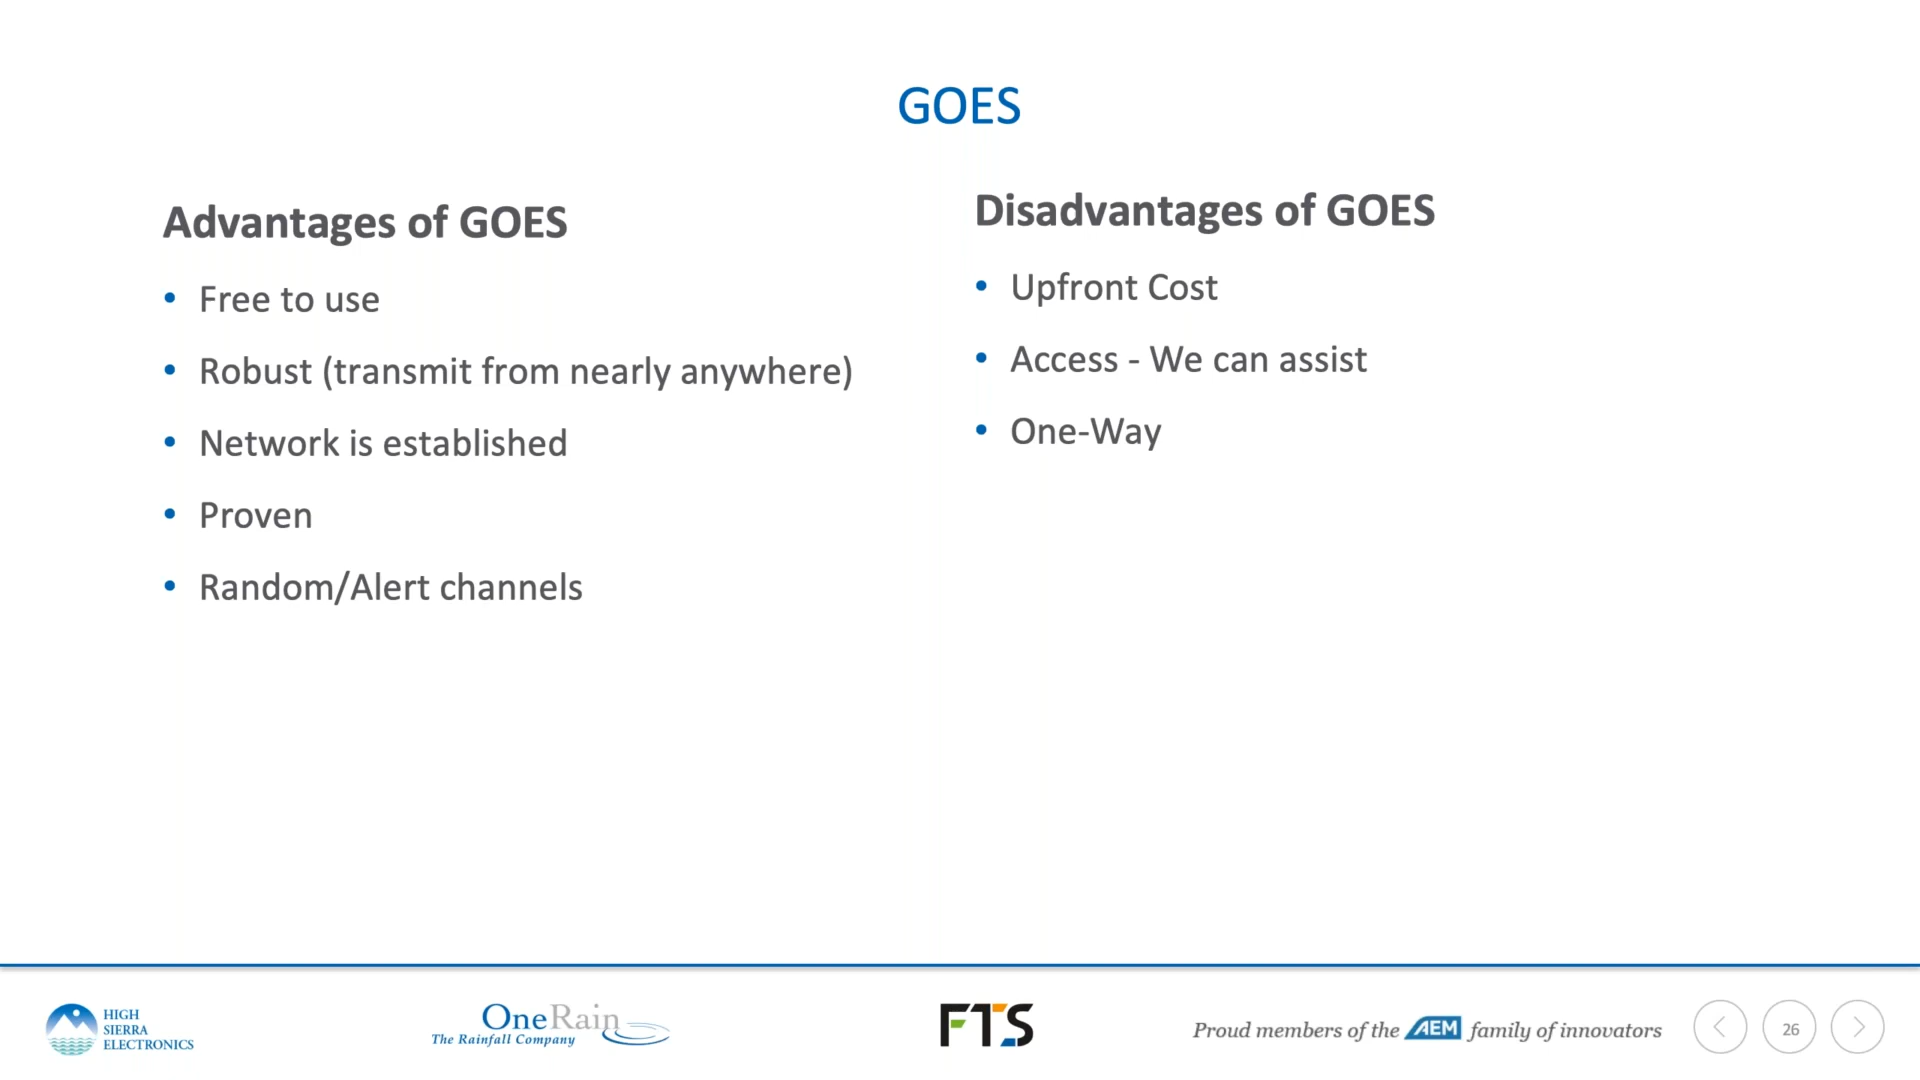 GOES
Advantages of GOES
• Free to use
• Robust (transmit from nearly anywhere)
• Network is established
• Proven
• Random/Alert channels
Disadvantages of GOES
• Upfront Cost
• Access - We can assist
• One-Way
HIGH
SIERRA
ELECTRONICS
OneRain
The Rainfall Company
FTS
Proud members of the AEM family of innovators
26